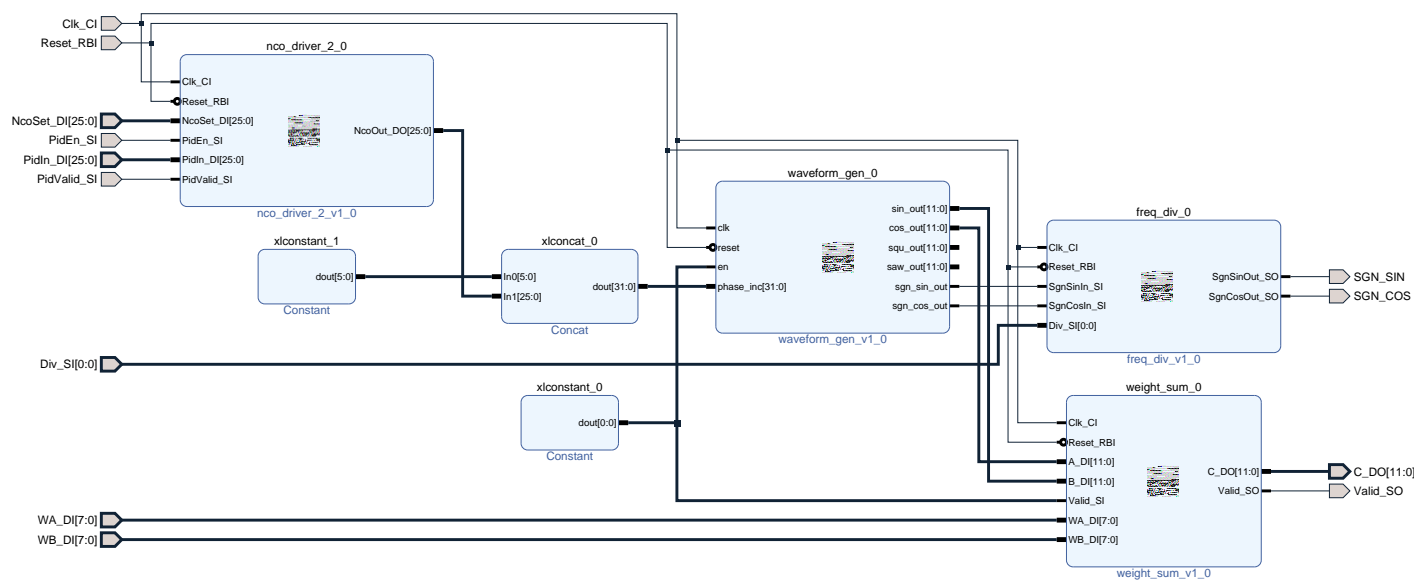 Clk_CI
Reset_RBI
NcoSet_DI[25:0]
PidEn_SI
PidIn_DI[25:0]
PidValid_SI
Div_SI[0:0]
WA_DI[7:0]
WB_DI[7:0]
nco_driver_2_0
Clk_CI
Reset_RBI
NcoSet_DI[25:0]
PidEn_SI
PidIn_DI[25:0]
PidValid_SI
NcoOut_DO[25:0]
nco_driver_2_v1_0
xlconstant_1
dout[5:0]
Constant
xlconcat_0
In0[5:0]
In1[25:0]
dout[31:0]
Concat
xlconstant_0
dout[0:0]
Constant
waveform_gen_0
clk
reset
en
phase_inc[31:0]
sin_out[11:0]
cos_out[11:0]
squ_out[11:0]
saw_out[11:0]
sgn_sin_out
sgn_cos_out
waveform_gen_v1_0
freq_div_0
Clk_CI
Reset_RBI
SgnSinIn_SI
SgnCosIn_SI
Div_SI[0:0]
SgnSinOut_SO
SgnCosOut_SO
freq_div_v1_0
weight_sum_0
Clk_CI
Reset_RBI
A_DI[11:0]
B_DI[11:0]
Valid_SI
WA_DI[7:0]
WB_DI[7:0]
C_DO[11:0]
Valid_SO
weight_sum_v1_0
SGN_SIN
SGN_COS
C_DO[11:0]
Valid_SO